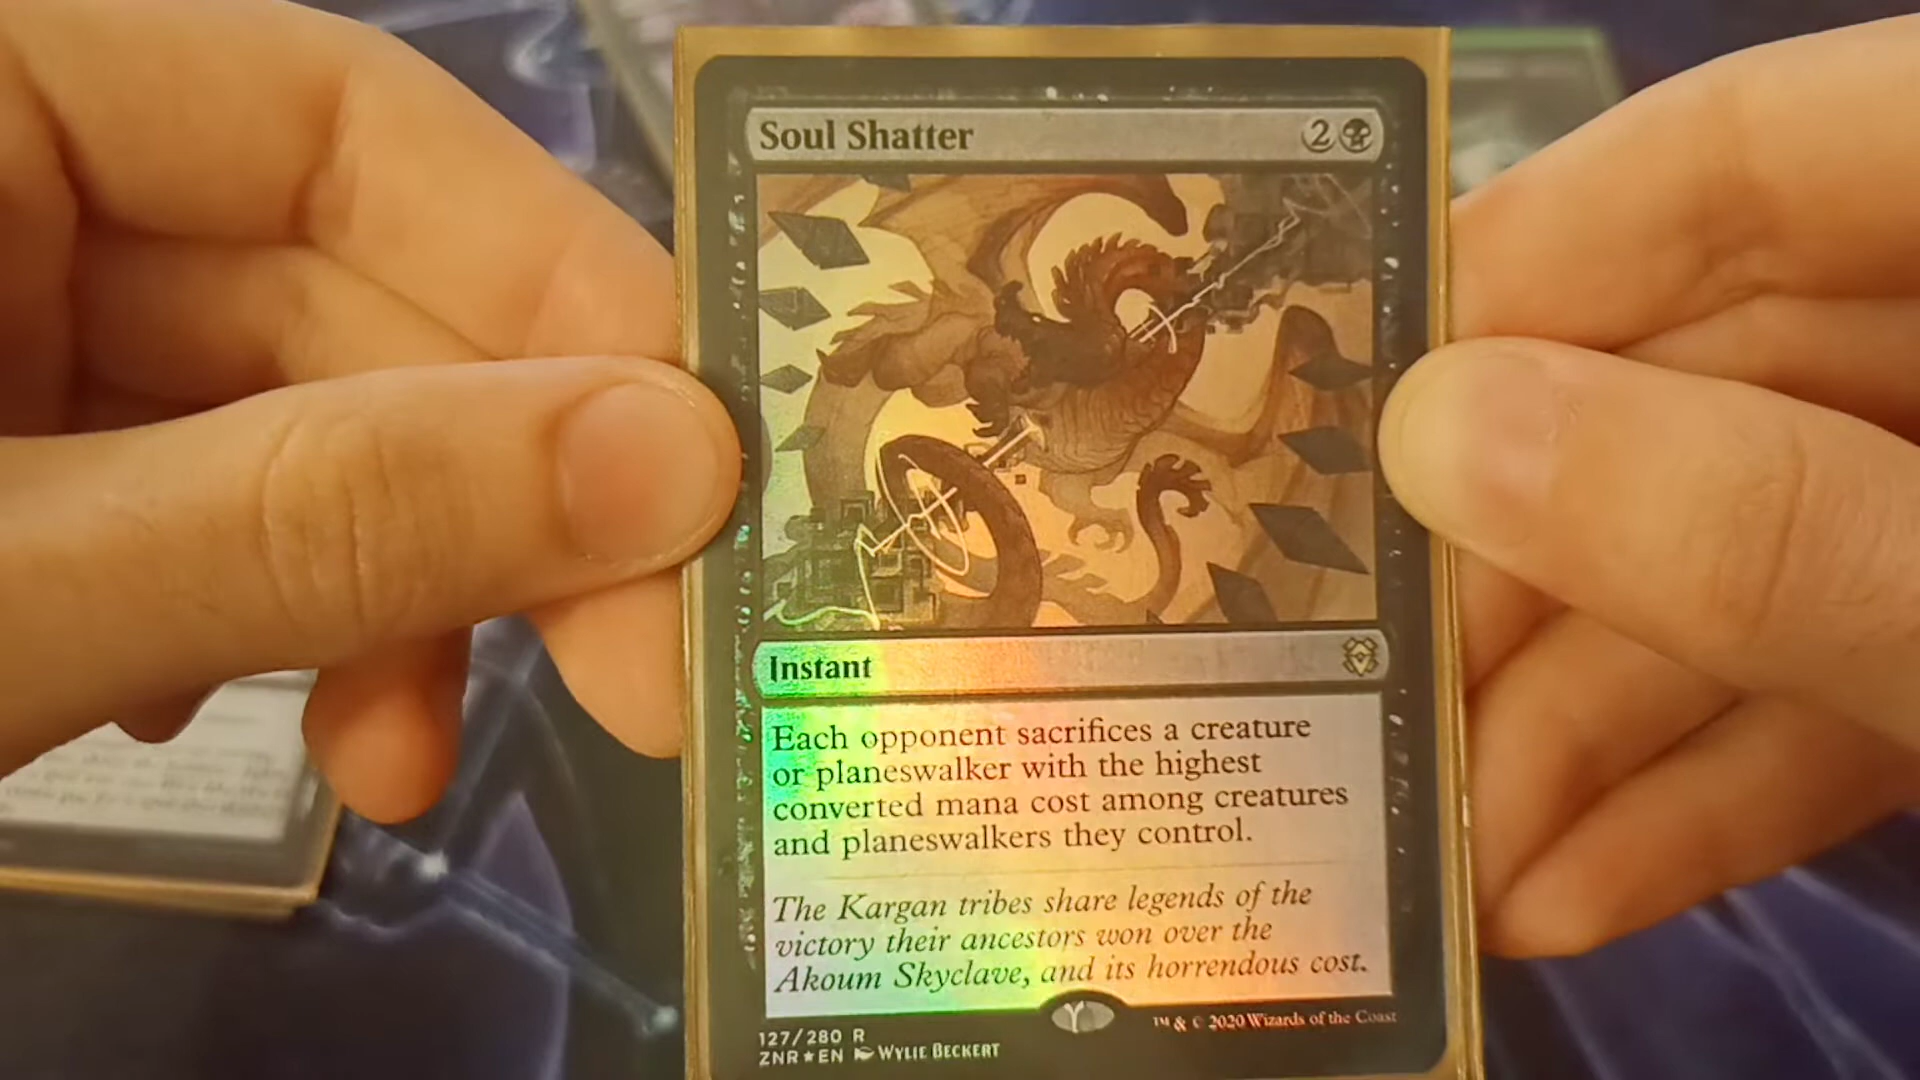 Soul Shatter 2
Instant
Each opponent sacrifices a creature
or planeswalker with the highest
converted mana cost among creatures
and planeswalkers they control.
The Kargan tribes share legends of the
victory their ancestors won over the
Akoum Skyclave, and its horrendous cost.
127/280 R
ZNR★EN Wylie Beckert
™ & © 2020 Wizards of the Coast